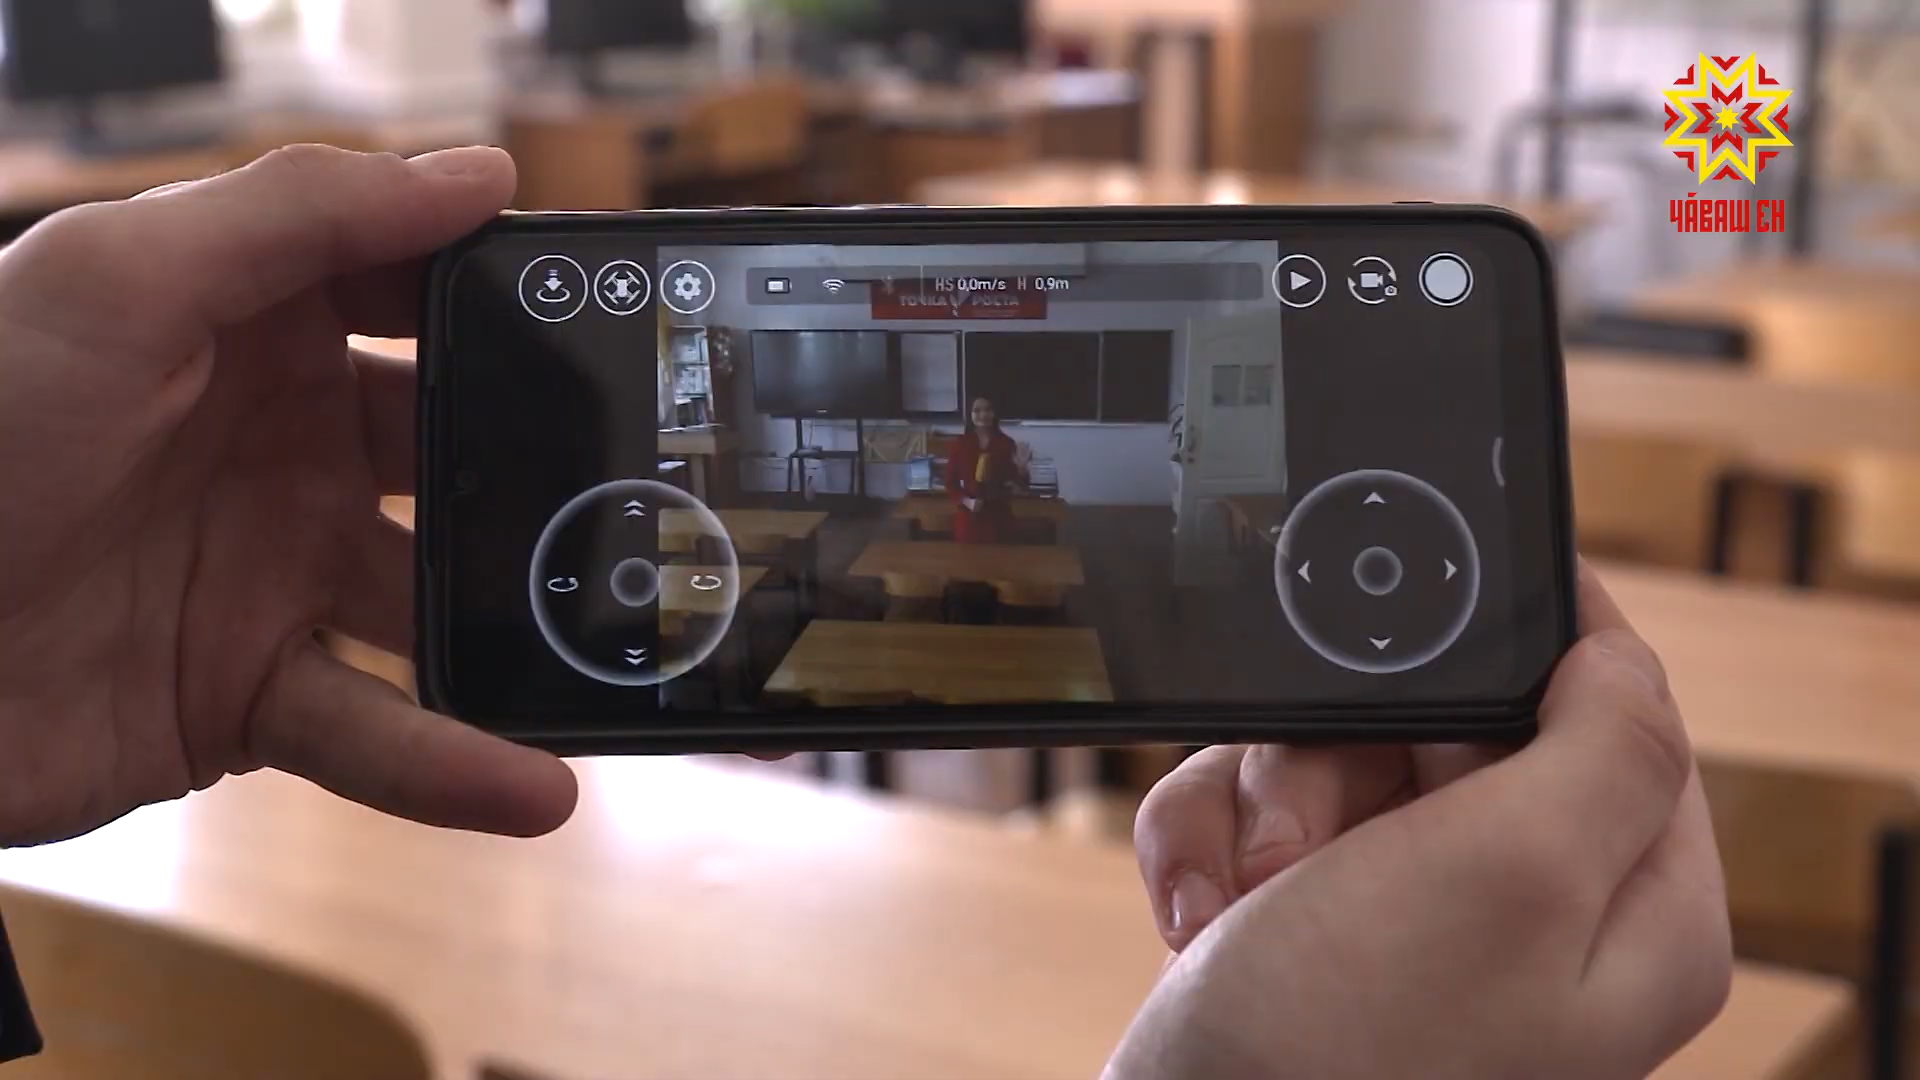 ЧӐВАШ ЕН
HS 0,0m/s H 0,9m
ТОЧКА РОСТА